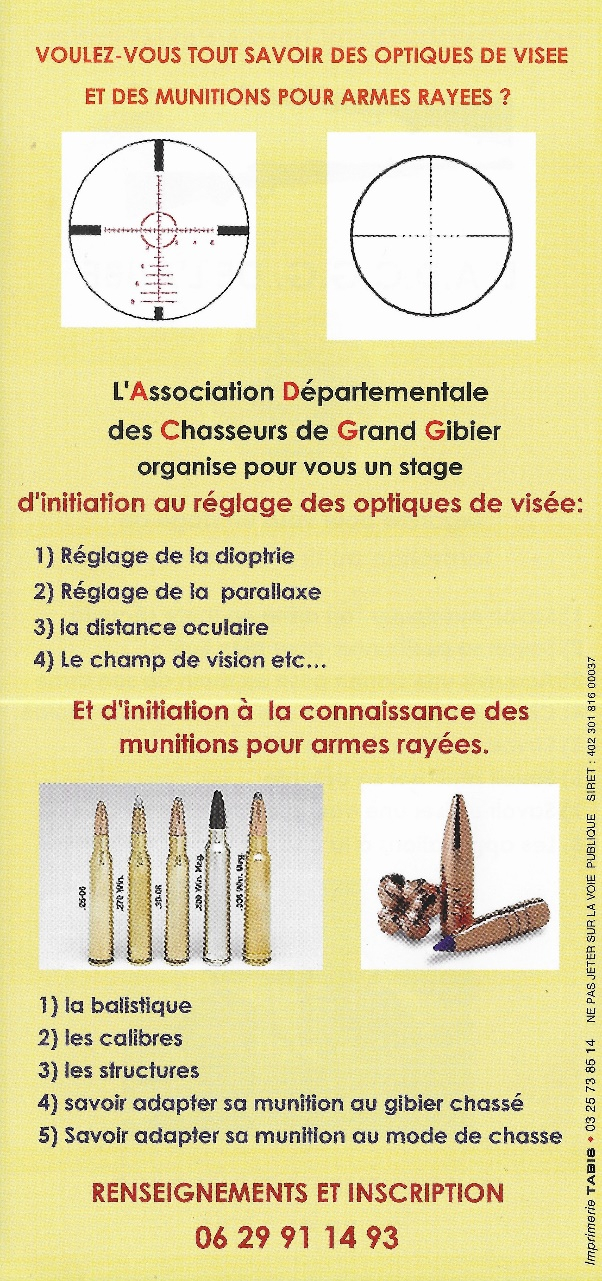 VOULEZ-VOUS TOUT SAVOIR DES OPTIQUES DE VISEE
ET DES MUNITIONS POUR ARMES RAYEES ?
L'Association Départementale
des Chasseurs de Grand Gibier
organise pour vous un stage
d'initiation au réglage des optiques de visée:
1) Réglage de la dioptrie
2) Réglage de la parallaxe
3) la distance oculaire
4) Le champ de vision etc...
Et d'initiation à la connaissance des
munitions pour armes rayées.
.270 Win.
.30-06
1) la balistique
2) les calibres
3) les structures
4) savoir adapter sa munition au gibier chassé
5) Savoir adapter sa munition au mode de chasse
RENSEIGNEMENTS ET INSCRIPTION
06 29 91 14 93
Imprimerie TABIS • 03 25 73 85 14 NE PAS JETER SUR LA VOIE PUBLIQUE SIRET : 402 301 816 00037